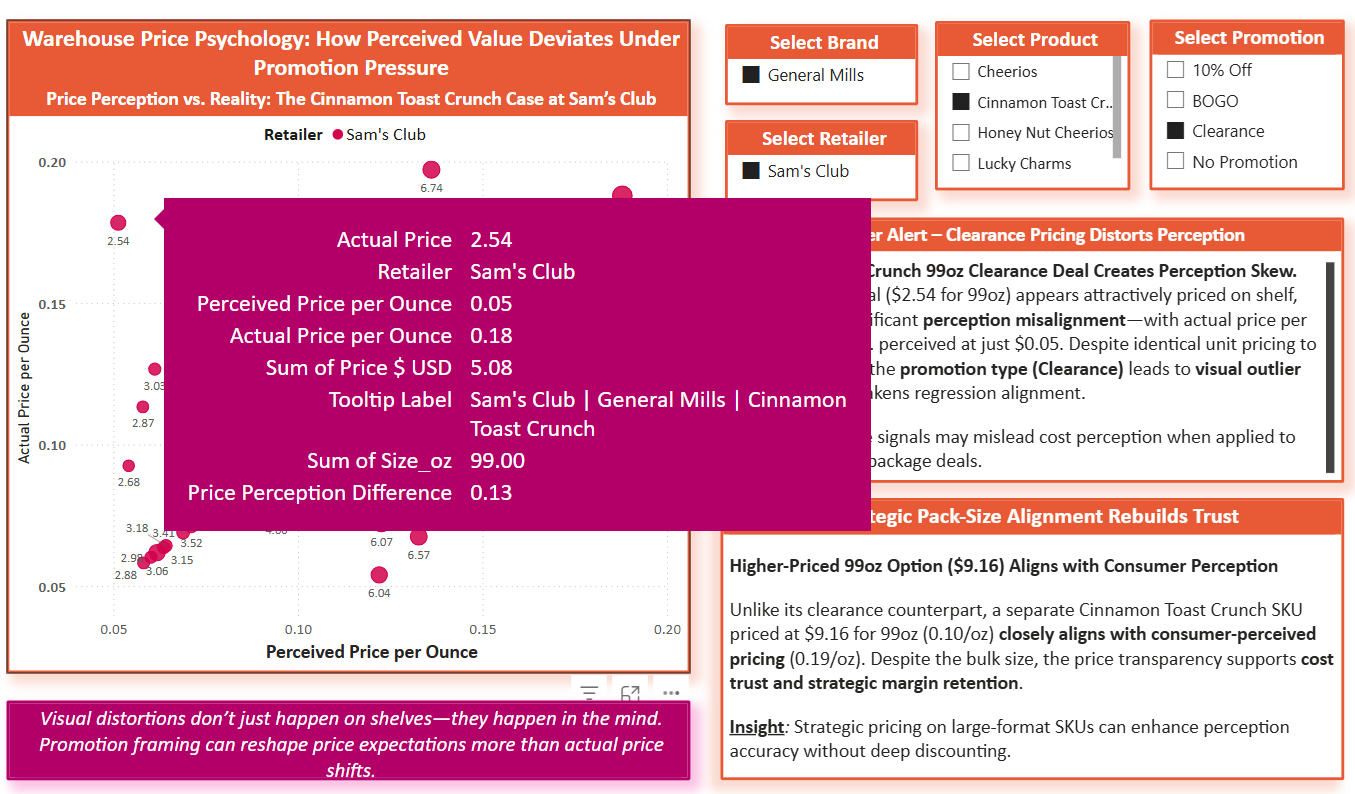 Warehouse Price Psychology: How Perceived Value Deviates Under
Promotion Pressure
Price Perception vs. Reality: The Cinnamon Toast Crunch Case at Sam's Club
Retailer Sam's Club
Actual Price per Ounce
0.20
0.15
0.10
0.05
6.74
2.54
3.03
2.87
2.68
3.18
3.41
3.52
3.15
3.06
2.88
6.07
6.57
6.04
0.05 0.10 0.15 0.20
Perceived Price per Ounce
Actual Price 2.54
Retailer Sam's Club
Perceived Price per Ounce 0.05
Actual Price per Ounce 0.18
Sum of Price $ USD 5.08
Tooltip Label Sam's Club | General Mills | Cinnamon
Toast Crunch
Sum of Size_oz 99.00
Price Perception Difference 0.13
Visual distortions don't just happen on shelves—they happen in the mind.
Promotion framing can reshape price expectations more than actual price
shifts.
Select Brand
General Mills
Select Retailer
Sam's Club
Select Product
Cheerios
Cinnamon Toast Cr..
Honey Nut Cheerios
Lucky Charms
Select Promotion
10% Off
BOGO
Clearance
No Promotion
Alert – Clearance Pricing Distorts Perception
Crunch 99oz Clearance Deal Creates Perception Skew.
($2.54 for 99oz) appears attractively priced on shelf,
perception misalignment—with actual price per
perceived at just $0.05. Despite identical unit pricing to
the promotion type (Clearance) leads to visual outlier
regression alignment.
signals may mislead cost perception when applied to
package deals.
Pack-Size Alignment Rebuilds Trust
Higher-Priced 99oz Option ($9.16) Aligns with Consumer Perception
Unlike its clearance counterpart, a separate Cinnamon Toast Crunch SKU
priced at $9.16 for 99oz (0.10/oz) closely aligns with consumer-perceived
pricing (0.19/oz). Despite the bulk size, the price transparency supports cost
trust and strategic margin retention.
Insight: Strategic pricing on large-format SKUs can enhance perception
accuracy without deep discounting.